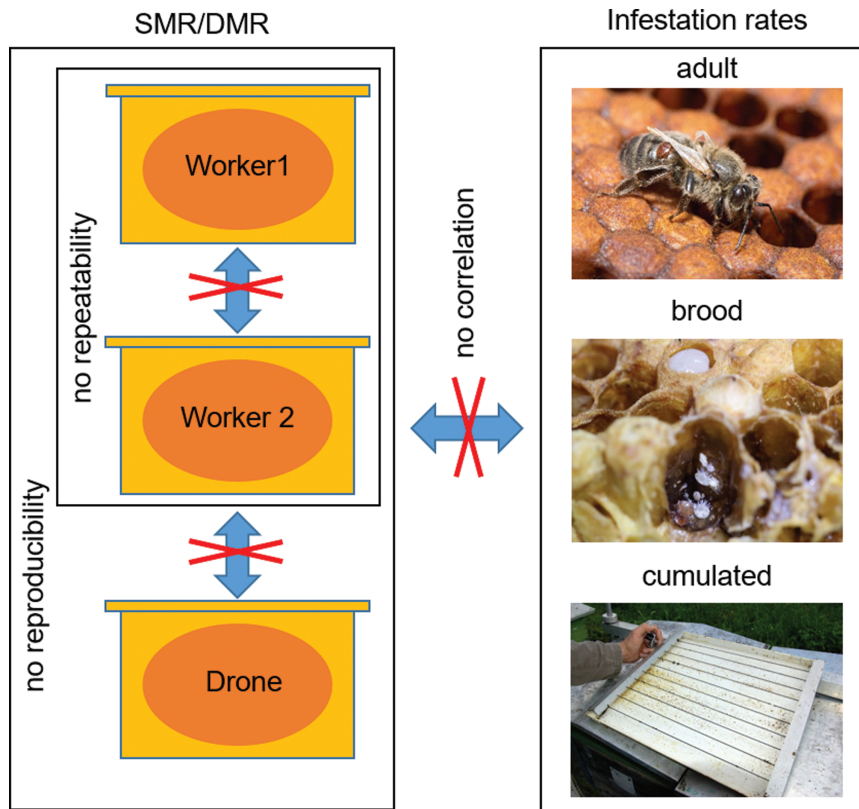 SMR/DMR
no reproducibility
no repeatability
Worker1
Worker 2
Drone
no correlation
Infestation rates
adult
brood
cumulated